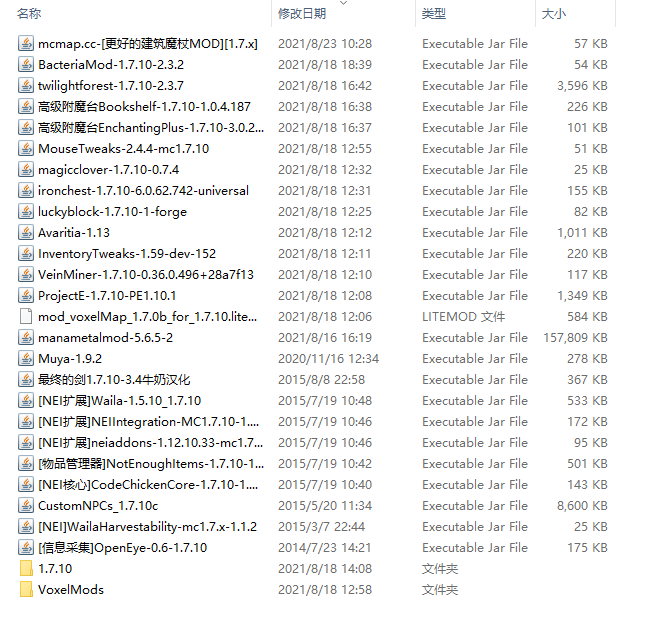 名称 修改日期 类型 大小
mcmap.cc-[更好的建筑魔杖MOD][1.7.x] 2021/8/23 10:28 Executable Jar File 57 KB
BacteriaMod-1.7.10-2.3.2 2021/8/18 18:39 Executable Jar File 54 KB
twilightforest-1.7.10-2.3.7 2021/8/18 16:42 Executable Jar File 3,596 KB
高级附魔台Bookshelf-1.7.10-1.0.4.187 2021/8/18 16:38 Executable Jar File 226 KB
高级附魔台EnchantingPlus-1.7.10-3.0.2... 2021/8/18 16:37 Executable Jar File 101 KB
MouseTweaks-2.4.4-mc1.7.10 2021/8/18 12:55 Executable Jar File 51 KB
magicclover-1.7.10-0.7.4 2021/8/18 12:32 Executable Jar File 25 KB
ironchest-1.7.10-6.0.62.742-universal 2021/8/18 12:31 Executable Jar File 155 KB
luckyblock-1.7.10-1-forge 2021/8/18 12:25 Executable Jar File 82 KB
Avaritia-1.13 2021/8/18 12:12 Executable Jar File 1,011 KB
InventoryTweaks-1.59-dev-152 2021/8/18 12:11 Executable Jar File 220 KB
VeinMiner-1.7.10-0.36.0.496+28a7f13 2021/8/18 12:10 Executable Jar File 117 KB
ProjectE-1.7.10-PE1.10.1 2021/8/18 12:08 Executable Jar File 1,349 KB
mod_voxelMap_1.7.0b_for_1.7.10.lite... 2021/8/18 12:06 LITEMOD 文件 584 KB
manametalmod-5.6.5-2 2021/8/16 16:19 Executable Jar File 157,809 KB
Muya-1.9.2 2020/11/16 12:34 Executable Jar File 278 KB
最终的剑1.7.10-3.4牛奶汉化 2015/8/8 22:58 Executable Jar File 367 KB
[NEI扩展]Waila-1.5.10_1.7.10 2015/7/19 10:48 Executable Jar File 533 KB
[NEI扩展]NEIIntegration-MC1.7.10-1.... 2015/7/19 10:46 Executable Jar File 172 KB
[NEI扩展]neiaddons-1.12.10.33-mc1.7... 2015/7/19 10:46 Executable Jar File 95 KB
[物品管理器]NotEnoughItems-1.7.10-1... 2015/7/19 10:42 Executable Jar File 501 KB
[NEI核心]CodeChickenCore-1.7.10-1.... 2015/7/19 10:40 Executable Jar File 143 KB
CustomNPCs_1.7.10c 2015/5/20 11:34 Executable Jar File 8,600 KB
[NEI]WailaHarvestability-mc1.7.x-1.1.2 2015/3/7 22:44 Executable Jar File 25 KB
[信息采集]OpenEye-0.6-1.7.10 2014/7/23 14:21 Executable Jar File 175 KB
1.7.10 2021/8/18 14:08 文件夹
VoxelMods 2021/8/18 12:58 文件夹